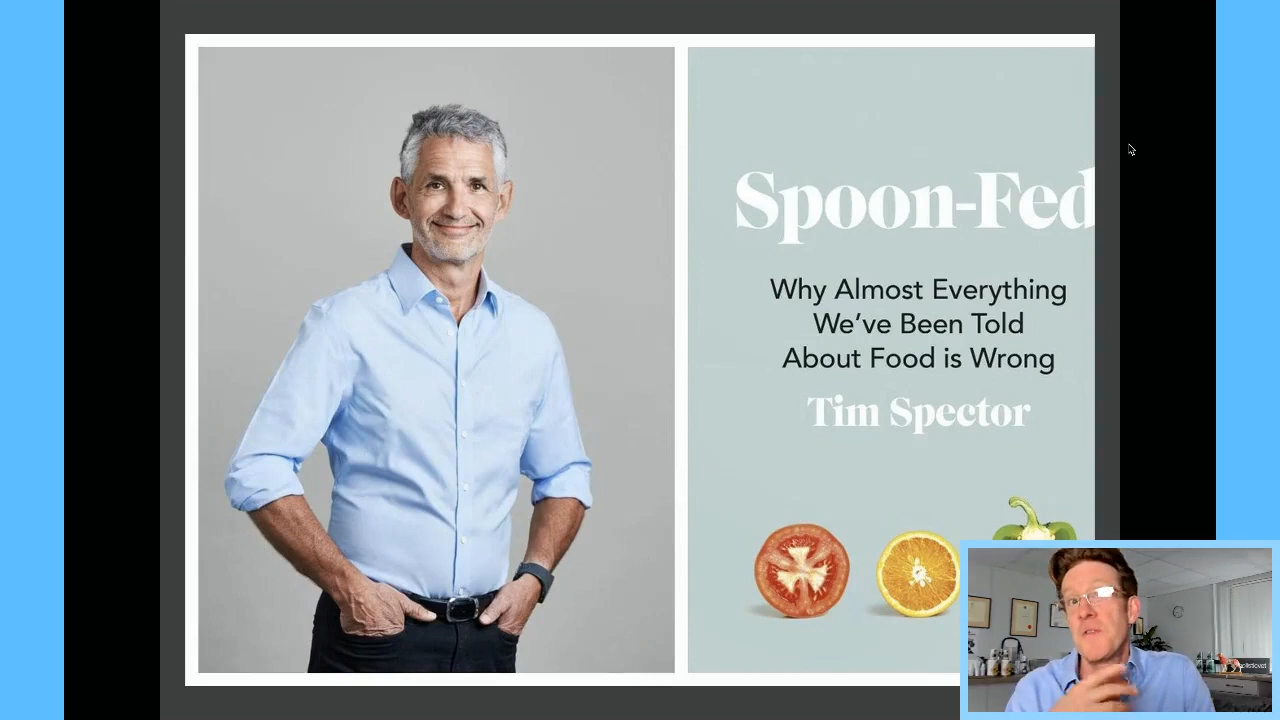 Spoon-Fed
Why Almost Everything
We've Been Told
About Food is Wrong
Tim Spector